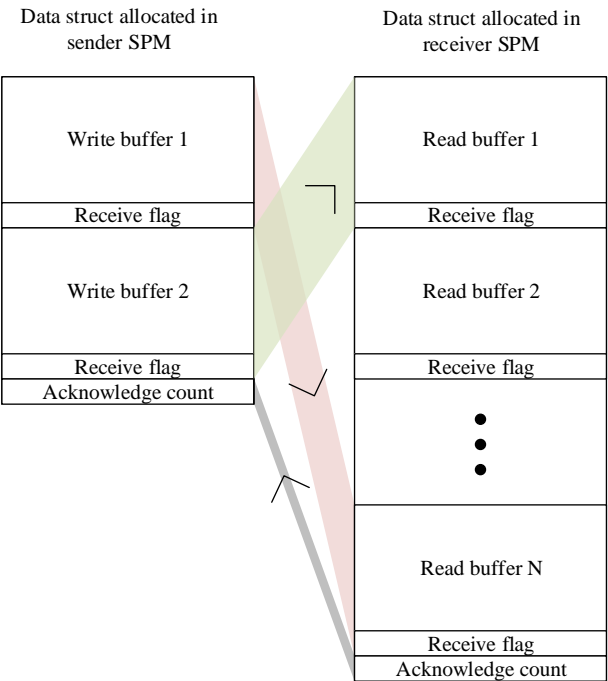 Data struct allocated in
sender SPM
Write buffer 1
Receive flag
Write buffer 2
Receive flag
Acknowledge count
Data struct allocated in
receiver SPM
Read buffer 1
Receive flag
Read buffer 2
Receive flag
Read buffer N
Receive flag
Acknowledge count